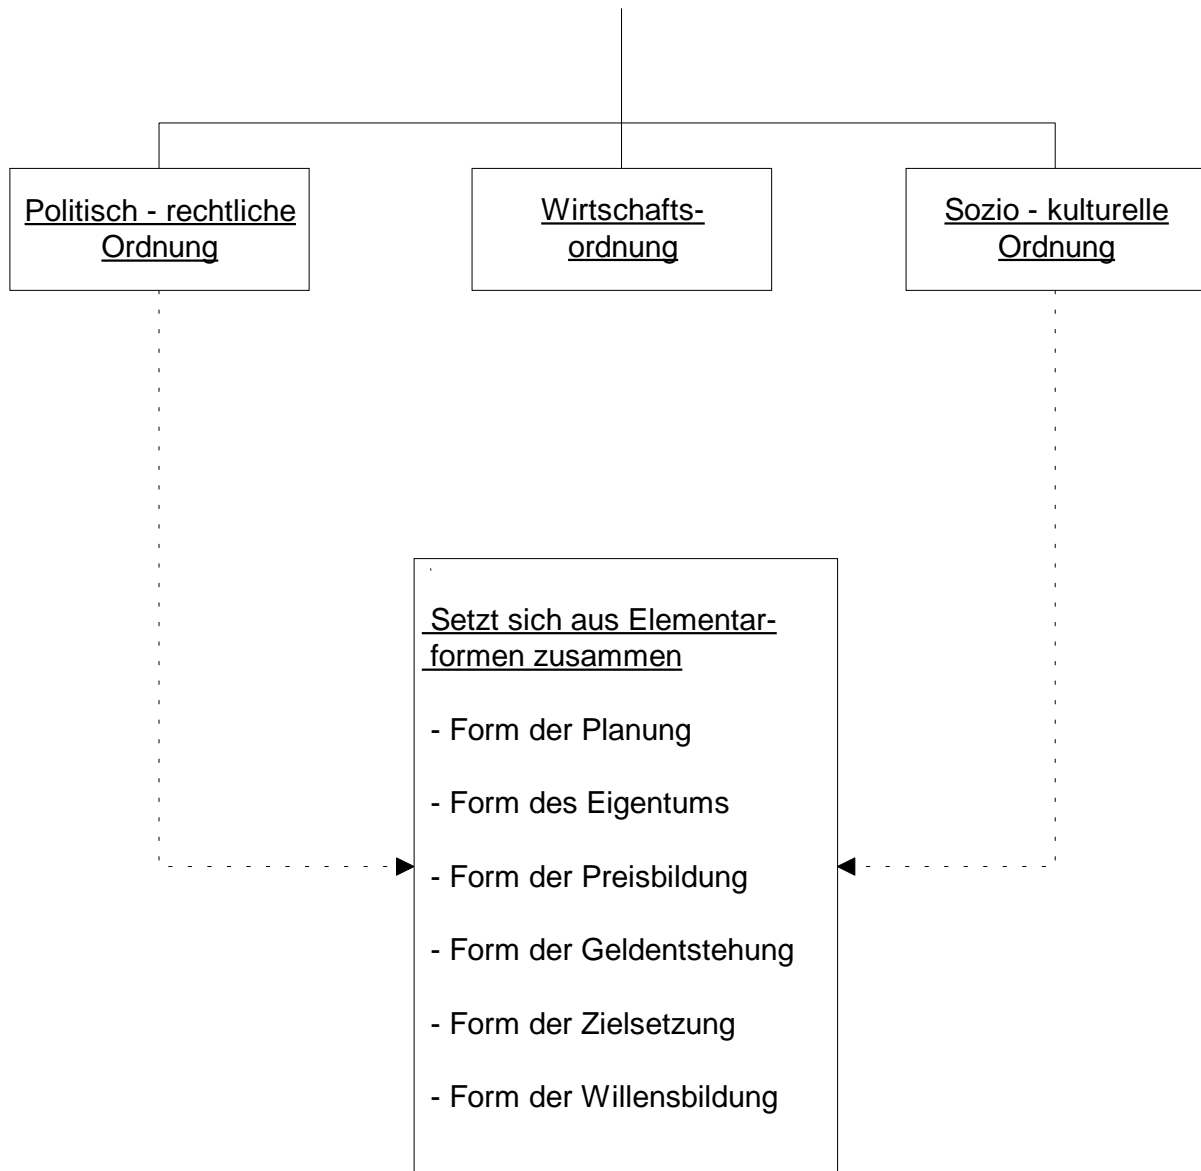 Politisch - rechtliche
Ordnung
Wirtschafts-
ordnung
Sozio - kulturelle
Ordnung
Setzt sich aus Elementar-
formen zusammen
- Form der Planung
- Form des Eigentums
- Form der Preisbildung
- Form der Geldentstehung
- Form der Zielsetzung
- Form der Willensbildung